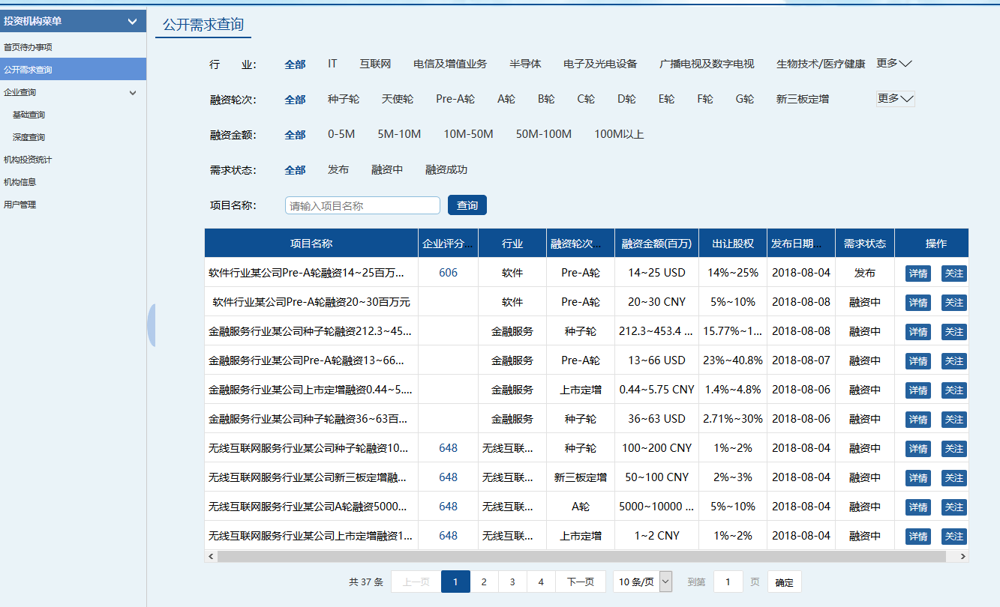 投资机构菜单
首页待办事项
公开需求查询
企业查询
基础查询
深度查询
机构投资统计
机构信息
用户管理
公开需求查询
行 业： 全部 IT 互联网 电信及增值业务 半导体 电子及光电设备 广播电视及数字电视 生物技术/医疗健康 更多
融资轮次： 全部 种子轮 天使轮 Pre-A轮 A轮 B轮 C轮 D轮 E轮 F轮 G轮 新三板定增 更多
融资金额： 全部 0-5M 5M-10M 10M-50M 50M-100M 100M以上
需求状态： 全部 发布 融资中 融资成功
项目名称： 请输入项目名称 查询
项目名称 企业评分... 行业 融资轮次... 融资金额(百万) 出让股权 发布日期... 需求状态 操作
软件行业某公司Pre-A轮融资14~25百万... 606 软件 Pre-A轮 14~25 USD 14%~25% 2018-08-04 发布 详情 关注
软件行业某公司Pre-A轮融资20~30百万元 软件 Pre-A轮 20~30 CNY 5%~10% 2018-08-08 融资中 详情 关注
金融服务行业某公司种子轮融资212.3~45... 金融服务 种子轮 212.3~453.4 ... 15.77%~1... 2018-08-08 融资中 详情 关注
金融服务行业某公司Pre-A轮融资13~66... 金融服务 Pre-A轮 13~66 USD 23%~40.8% 2018-08-07 融资中 详情 关注
金融服务行业某公司上市定增融资0.44~5.... 金融服务 上市定增 0.44~5.75 CNY 1.4%~4.8% 2018-08-06 融资中 详情 关注
金融服务行业某公司种子轮融资36~63百... 金融服务 种子轮 36~63 USD 2.71%~30% 2018-08-06 融资中 详情 关注
无线互联网服务行业某公司种子轮融资10... 648 无线互联... 种子轮 100~200 CNY 1%~2% 2018-08-04 融资中 详情 关注
无线互联网服务行业某公司新三板定增融... 648 无线互联... 新三板定增 50~100 CNY 2%~3% 2018-08-04 融资中 详情 关注
无线互联网服务行业某公司A轮融资5000... 648 无线互联... A轮 5000~10000 ... 5%~10% 2018-08-04 融资中 详情 关注
无线互联网服务行业某公司上市定增融资1... 648 无线互联... 上市定增 1~2 CNY 1%~2% 2018-08-04 融资中 详情 关注
共 37 条 上一页 1 2 3 4 下一页 10 条/页 到第 1 页 确定